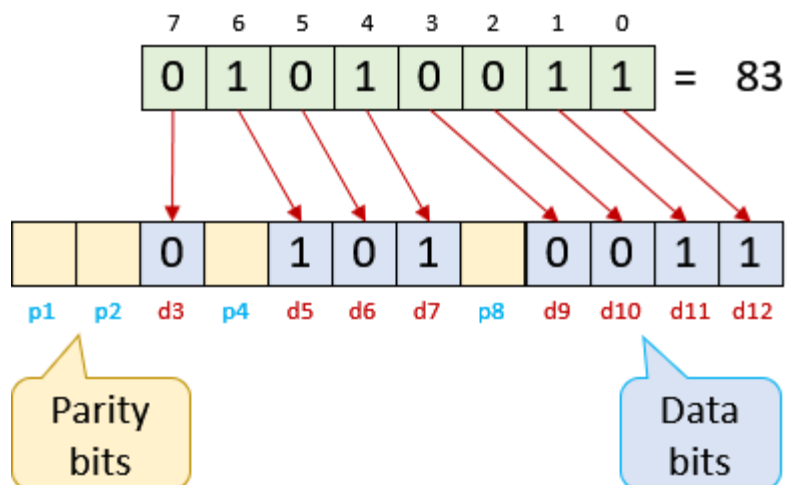 7 6 5 4 3 2 1 0
0 1 0 1 0 0 1 1 = 83
0 1 0 1 0 0 1 1
p1 p2 d3 p4 d5 d6 d7 p8 d9 d10 d11 d12
Parity
bits
Data
bits